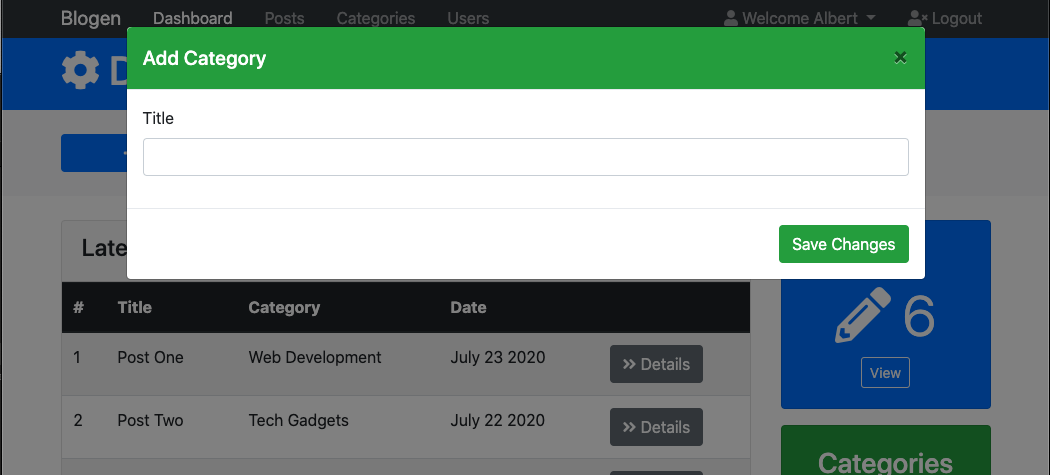 Blogen Dashboard Posts Categories Users Welcome Albert Logout
Add Category ×
Title
Save Changes
# Title Category Date
1 Post One Web Development July 23 2020 Details
2 Post Two Tech Gadgets July 22 2020 Details
6
View
Categories